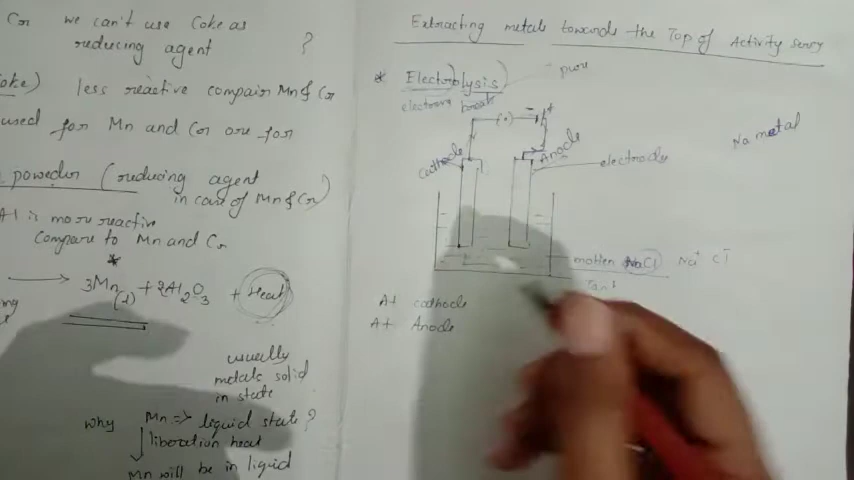 Cr we can't use Coke as
reducing agent ?
oke) less reactive compair Mn & Cr
used for Mn and Cr are for
powder (reducing agent
in case of Mn & Cr)
Al is more reactive
compare to Mn and Cr
*
→ 3Mn(l) + 2Al2O3 + Heat
usually
metals solid
in state
why Mn => liquid state?
liberation heat
Mn will be in liquid
Extracting metals towards the Top of Activity
* Electrolysis
pure
electrons break
- +
Cathode
Anode
electrode
Na metal
molten NaCl Na+ Cl-
At cathode
At Anode